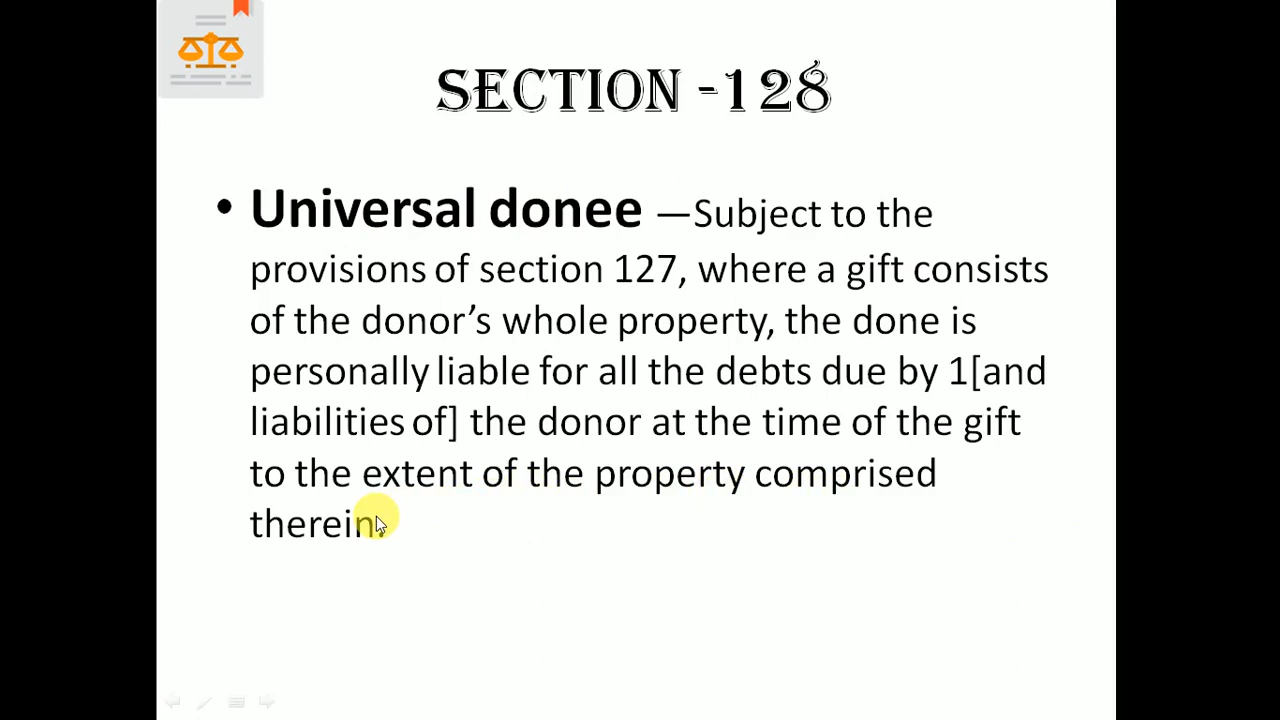 SECTION -128
• Universal donee —Subject to the
provisions of section 127, where a gift consists
of the donor’s whole property, the done is
personally liable for all the debts due by 1[and
liabilities of] the donor at the time of the gift
to the extent of the property comprised
therein.